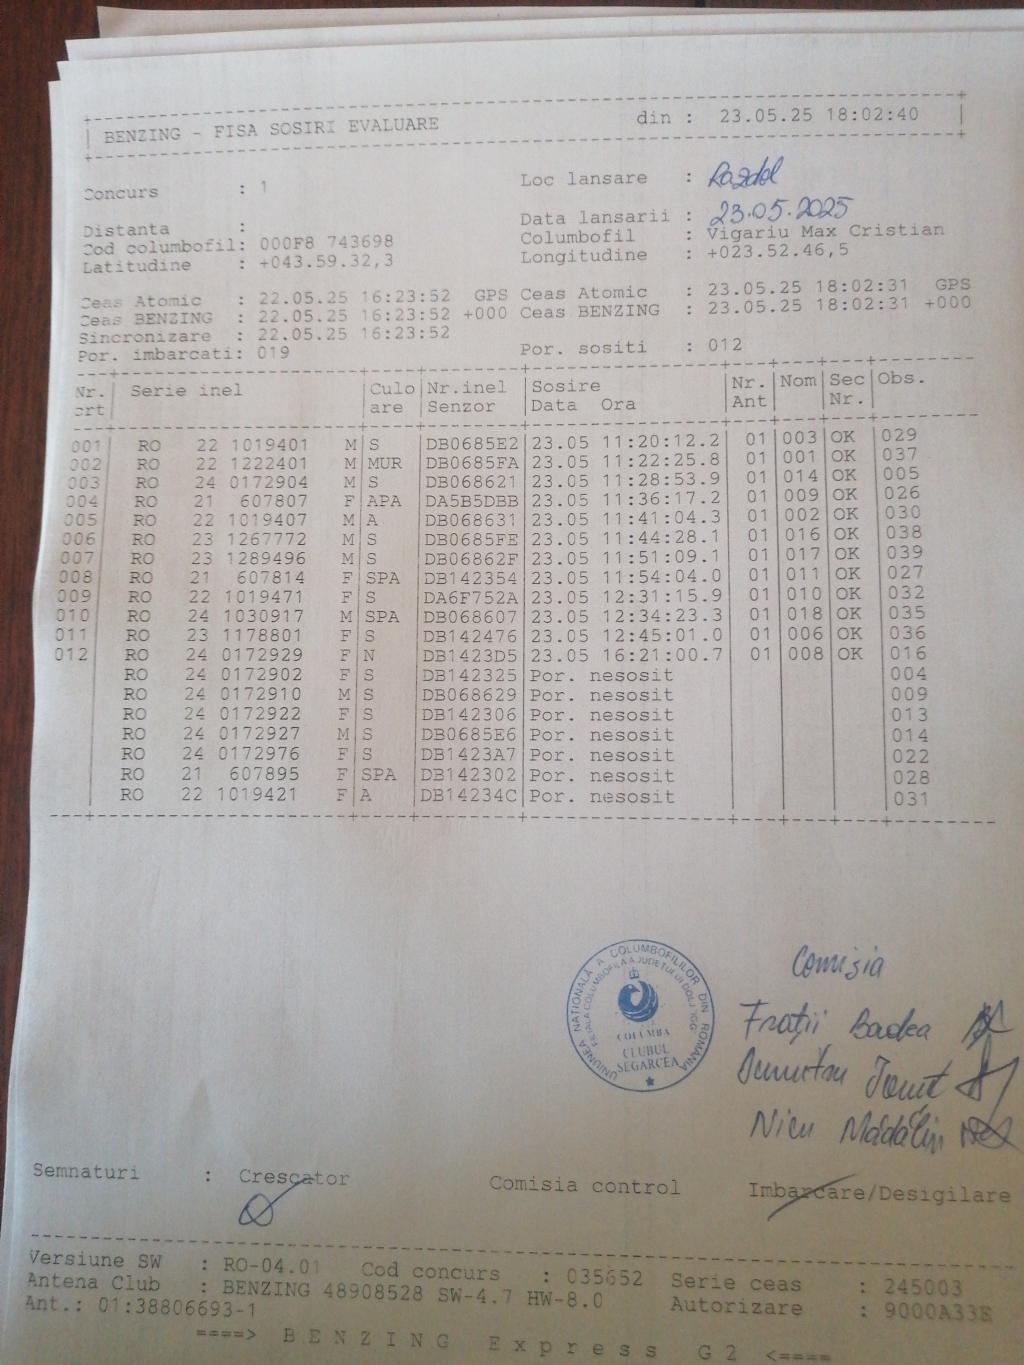 BENZING - FISA SOSIRI EVALUARE din : 23.05.25 18:02:40
Concurs : 1 Loc lansare : Razdol
Distanta : Data lansarii : 23.05.2025
Cod columbofil: 000F8 743698 Columbofil : Vigariu Max Cristian
Latitudine : +043.59.32,3 Longitudine : +023.52.46,5
Ceas Atomic : 22.05.25 16:23:52 GPS Ceas Atomic : 23.05.25 18:02:31 GPS
Ceas BENZING : 22.05.25 16:23:52 +000 Ceas BENZING : 23.05.25 18:02:31 +000
Sincronizare : 22.05.25 16:23:52
Por. imbarcati: 019 Por. sositi : 012
Nr. Serie inel Culo Nr.inel Sosire Nr. Nom Sec Obs.
crt are Senzor Data Ora Ant Nr.
001 RO 22 1019401 M S DB0685E2 23.05 11:20:12.2 01 003 OK 029
002 RO 22 1222401 M MUR DB0685FA 23.05 11:22:25.8 01 001 OK 037
003 RO 24 0172904 M S DB068621 23.05 11:28:53.9 01 014 OK 005
004 RO 21 607807 F APA DA5B5DBB 23.05 11:36:17.2 01 009 OK 026
005 RO 22 1019407 M A DB068631 23.05 11:41:04.3 01 002 OK 030
006 RO 23 1267772 M S DB0685FE 23.05 11:44:28.1 01 016 OK 038
007 RO 23 1289496 M S DB06862F 23.05 11:51:09.1 01 017 OK 039
008 RO 21 607814 F SPA DB142354 23.05 11:54:04.0 01 011 OK 027
009 RO 22 1019471 F S DA6F752A 23.05 12:31:15.9 01 010 OK 032
010 RO 24 1030917 M SPA DB068607 23.05 12:34:23.3 01 018 OK 035
011 RO 23 1178801 F S DB142476 23.05 12:45:01.0 01 006 OK 036
012 RO 24 0172929 F N DB1423D5 23.05 16:21:00.7 01 008 OK 016
RO 24 0172902 F S DB142325 Por. nesosit 004
RO 24 0172910 M S DB068629 Por. nesosit 009
RO 24 0172922 F S DB142306 Por. nesosit 013
RO 24 0172927 M S DB0685E6 Por. nesosit 014
RO 24 0172976 F S DB1423A7 Por. nesosit 022
RO 21 607895 F SPA DB142302 Por. nesosit 028
RO 22 1019421 F A DB14234C Por. nesosit 031
UNIUNEA NATIONALĂ A COLUMBOFILILOR DIN ROMANIA
FILIALA COLUMBOFILA A JUDETULUI DOLJ
COLUMBA
CLUBUL
SEGARCEA
Comisia
Frații Badea
Dumitru Ionut
Nicu Mădălin
Semnaturi : Crescator Comisia control Imbarcare/Desigilare
Versiune SW : RO-04.01 Cod concurs : 035652 Serie ceas : 245003
Antena Club : BENZING 48908528 SW-4.7 HW-8.0 Autorizare : 9000A33E
Ant.: 01:38806693-1
====> BENZING Express G2 <====